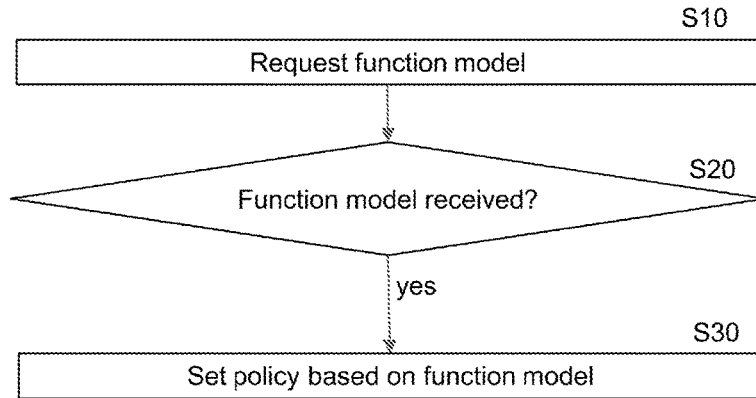 S10
Request function model
S20
Function model received?
yes
S30
Set policy based on function model